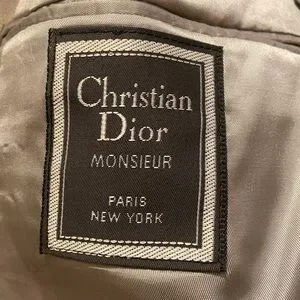 Christian
Dior
MONSIEUR
PARIS
NEW YORK